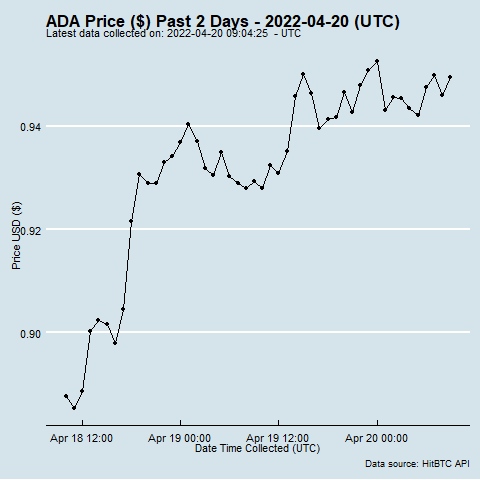 ADA Price ($) Past 2 Days - 2022-04-20 (UTC)
Latest data collected on: 2022-04-20 09:04:25 - UTC
0.94
0.92
0.90
Price USD ($)
Apr 18 12:00
Apr 19 00:00
Apr 19 12:00
Apr 20 00:00
Date Time Collected (UTC)
Data source: HitBTC API